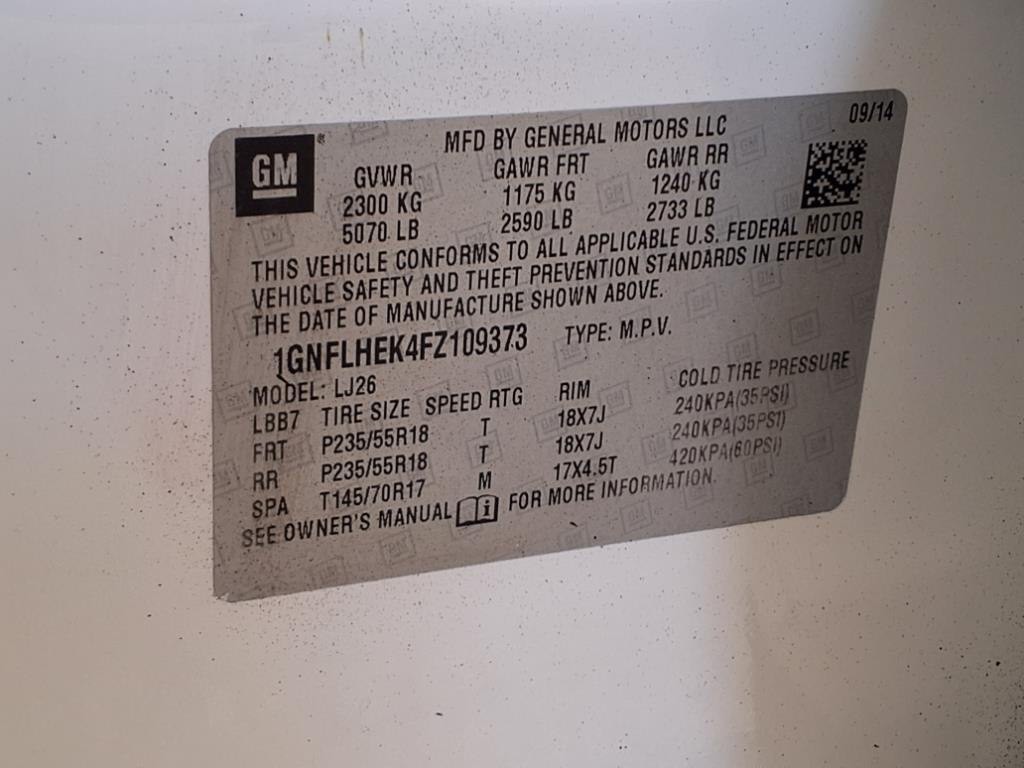 GM
MFD BY GENERAL MOTORS LLC 09/14
GVWR GAWR FRT GAWR RR
2300 KG 1175 KG 1240 KG
5070 LB 2590 LB 2733 LB
THIS VEHICLE CONFORMS TO ALL APPLICABLE U.S. FEDERAL MOTOR
VEHICLE SAFETY AND THEFT PREVENTION STANDARDS IN EFFECT ON
THE DATE OF MANUFACTURE SHOWN ABOVE.
1GNFLHEK4FZ109373 TYPE: M.P.V.
MODEL: LJ26
LBB7 TIRE SIZE SPEED RTG RIM COLD TIRE PRESSURE
FRT P235/55R18 T 18X7J 240KPA(35PSI)
RR P235/55R18 T 18X7J 240KPA(35PSI)
SPA T145/70R17 M 17X4.5T 420KPA(60PSI)
SEE OWNER'S MANUAL FOR MORE INFORMATION.